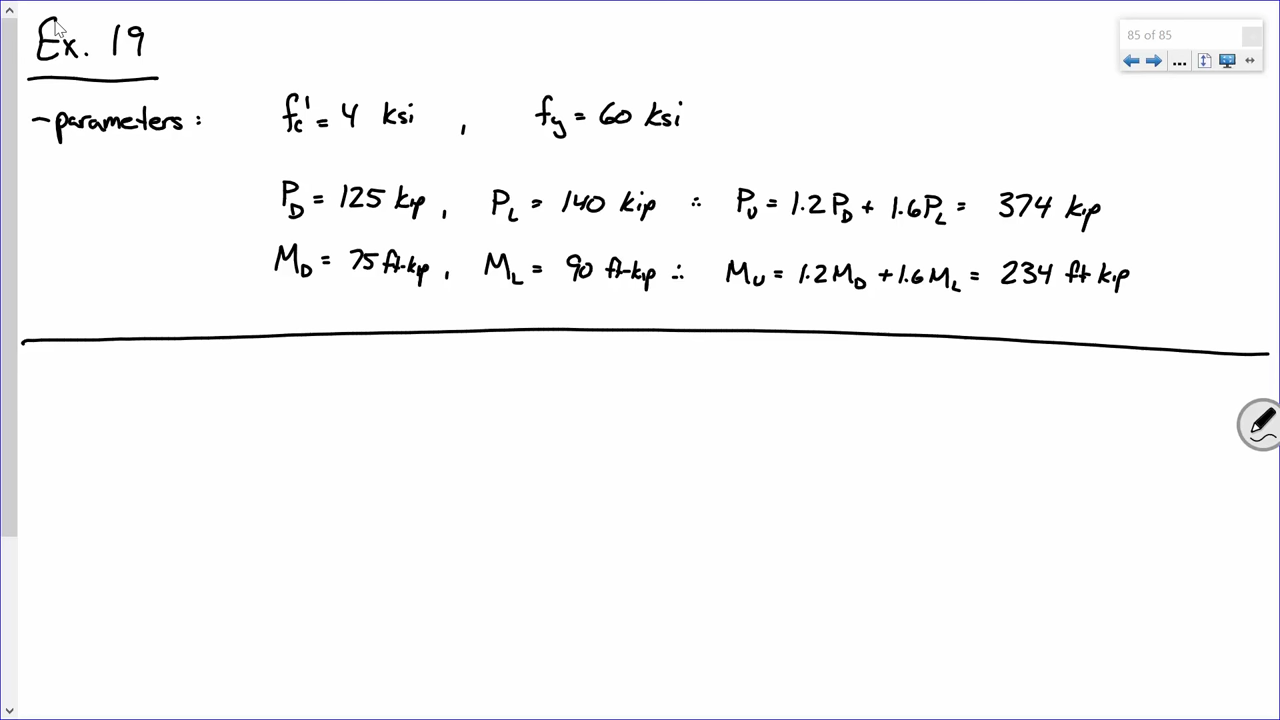 Ex. 19
85 of 85
- parameters: f'c = 4 ksi, fy = 60 ksi
PD = 125 kip, PL = 140 kip ∴ PU = 1.2PD + 1.6PL = 374 kip
MD = 75 ft-kip, ML = 90 ft-kip ∴ MU = 1.2MD + 1.6ML = 234 ft kip